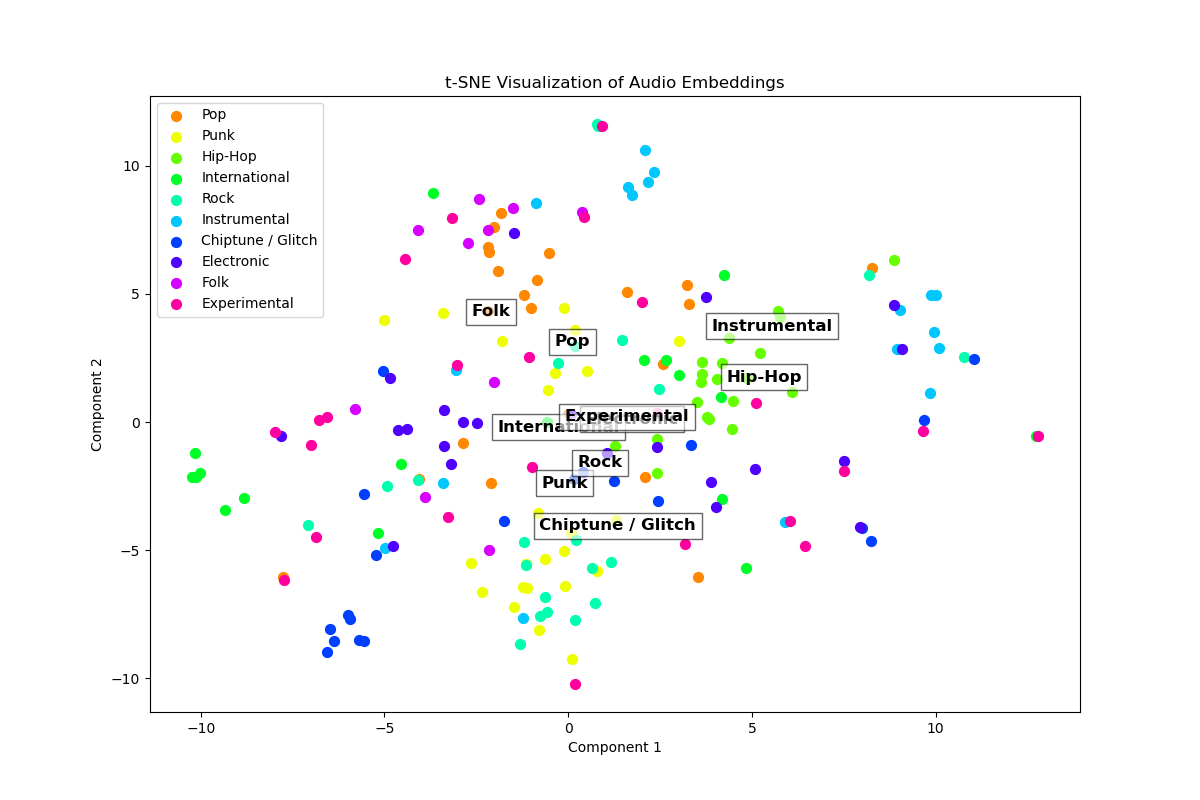 t-SNE Visualization of Audio Embeddings
Pop
Punk
Hip-Hop
International
Rock
Instrumental
Chiptune / Glitch
Electronic
Folk
Experimental
10
5
0
−5
−10
Component 2
Folk
Instrumental
Pop
Hip-Hop
Experimental
Electronic
International
Rock
Punk
Chiptune / Glitch
−10
−5
0
5
10
Component 1